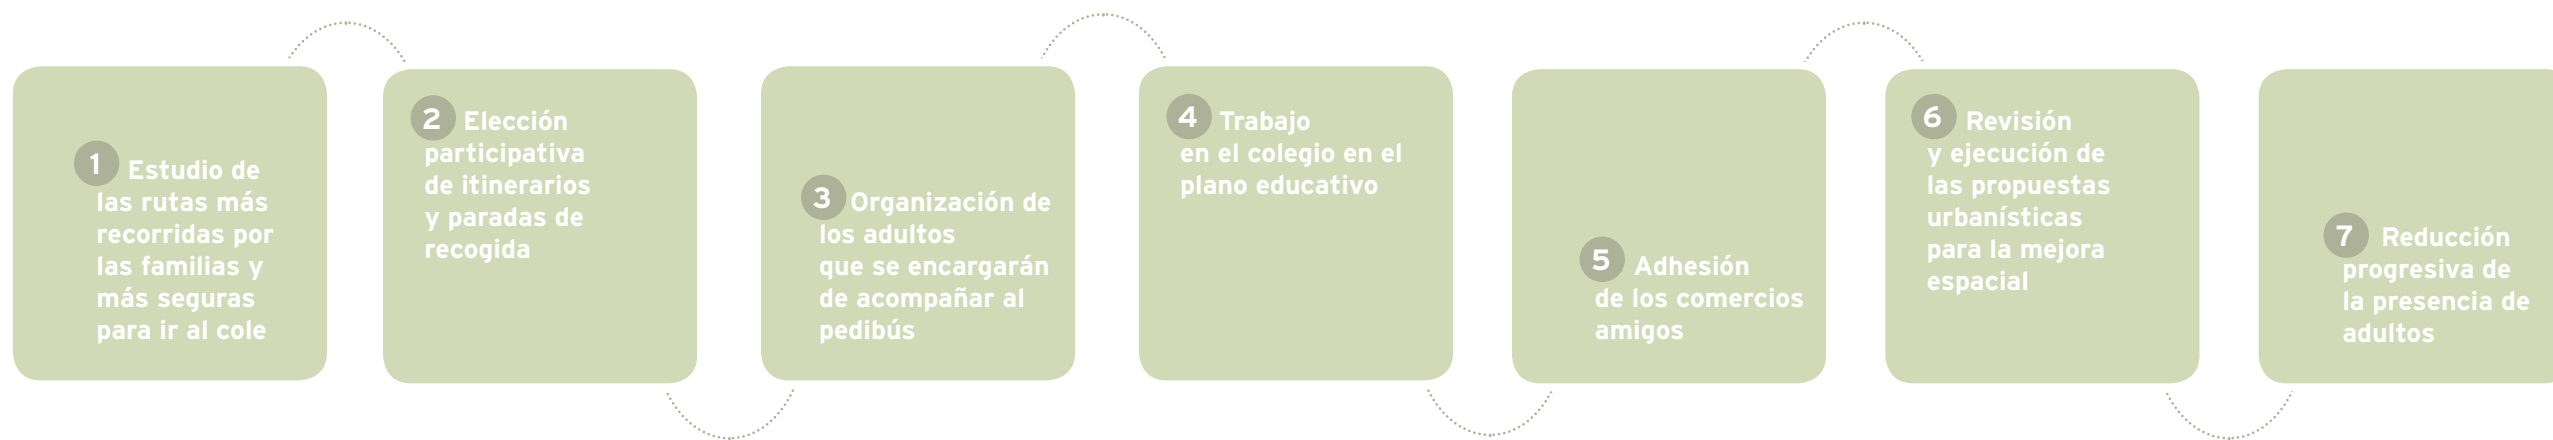 1 Estudio de
las rutas más
recorridas por
las familias y
más seguras
para ir al cole
2 Elección
participativa
de itinerarios
y paradas de
recogida
3 Organización de
los adultos
que se encargarán
de acompañar al
pedibús
4 Trabajo
en el colegio en el
plano educativo
5 Adhesión
de los comercios
amigos
6 Revisión
y ejecución de
las propuestas
urbanísticas
para la mejora
espacial
7 Reducción
progresiva de
la presencia de
adultos